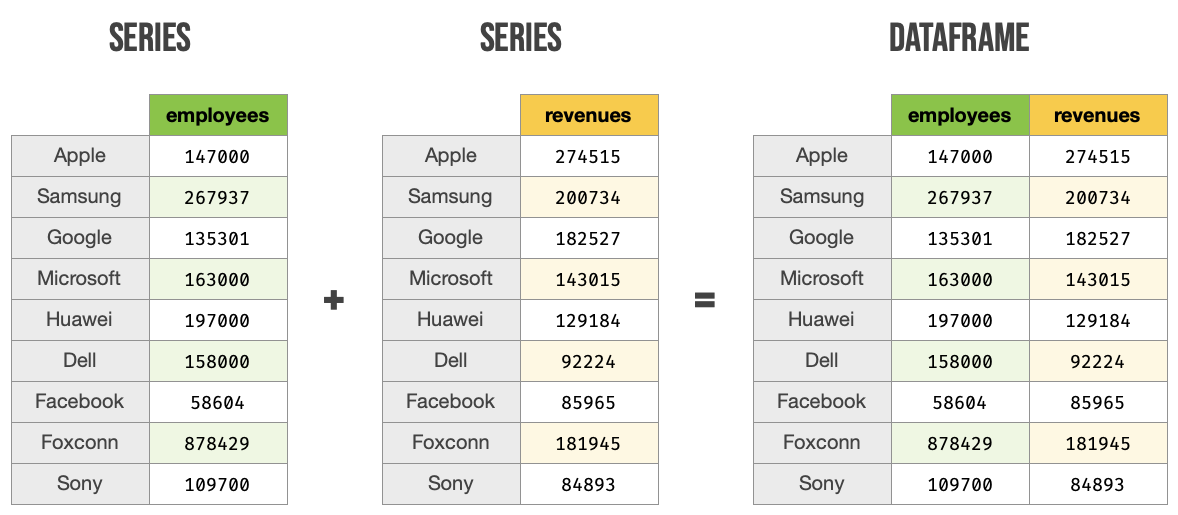 SERIES SERIES DATAFRAME
employees revenues employees revenues
Apple 147000 Apple 274515 Apple 147000 274515
Samsung 267937 Samsung 200734 Samsung 267937 200734
Google 135301 Google 182527 Google 135301 182527
Microsoft 163000 Microsoft 143015 Microsoft 163000 143015
+ =
Huawei 197000 Huawei 129184 Huawei 197000 129184
Dell 158000 Dell 92224 Dell 158000 92224
Facebook 58604 Facebook 85965 Facebook 58604 85965
Foxconn 878429 Foxconn 181945 Foxconn 878429 181945
Sony 109700 Sony 84893 Sony 109700 84893